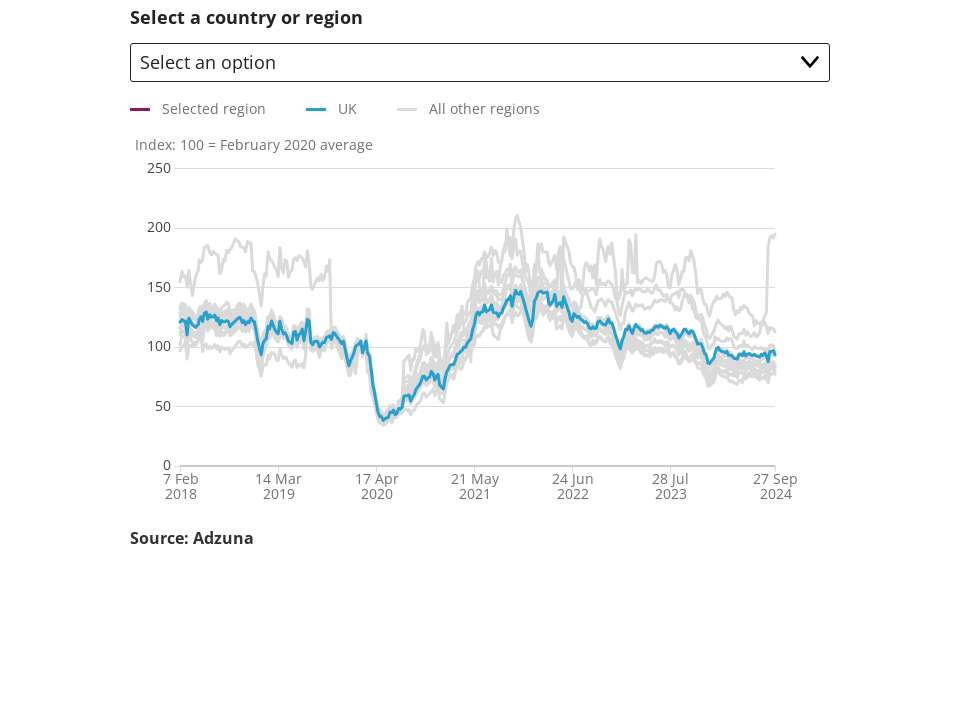 Select a country or region
Select an option
Selected region
UK
All other regions
Index: 100 = February 2020 average
250
200
150
100
50
0
7 Feb 2018
14 Mar 2019
17 Apr 2020
21 May 2021
24 Jun 2022
28 Jul 2023
27 Sep 2024
Source: Adzuna